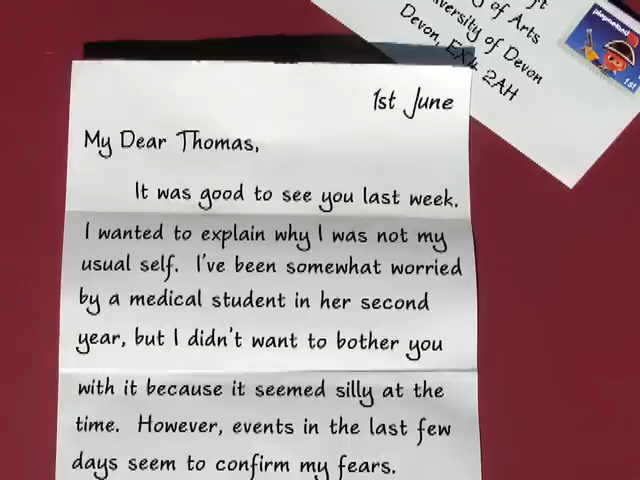 of Arts
University of Devon
Devon, EX4 2AH
playmoland
1st
1st June
My Dear Thomas,
It was good to see you last week.
I wanted to explain why I was not my
usual self. I've been somewhat worried
by a medical student in her second
year, but I didn't want to bother you
with it because it seemed silly at the
time. However, events in the last few
days seem to confirm my fears.